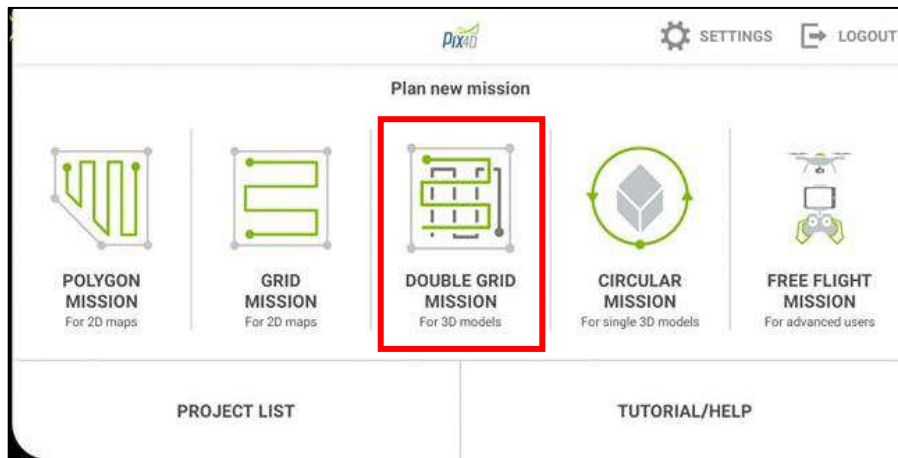 PIX4D
SETTINGS
LOGOUT
Plan new mission
POLYGON
MISSION
For 2D maps
GRID
MISSION
For 2D maps
DOUBLE GRID
MISSION
For 3D models
CIRCULAR
MISSION
For single 3D models
FREE FLIGHT
MISSION
For advanced users
PROJECT LIST
TUTORIAL/HELP